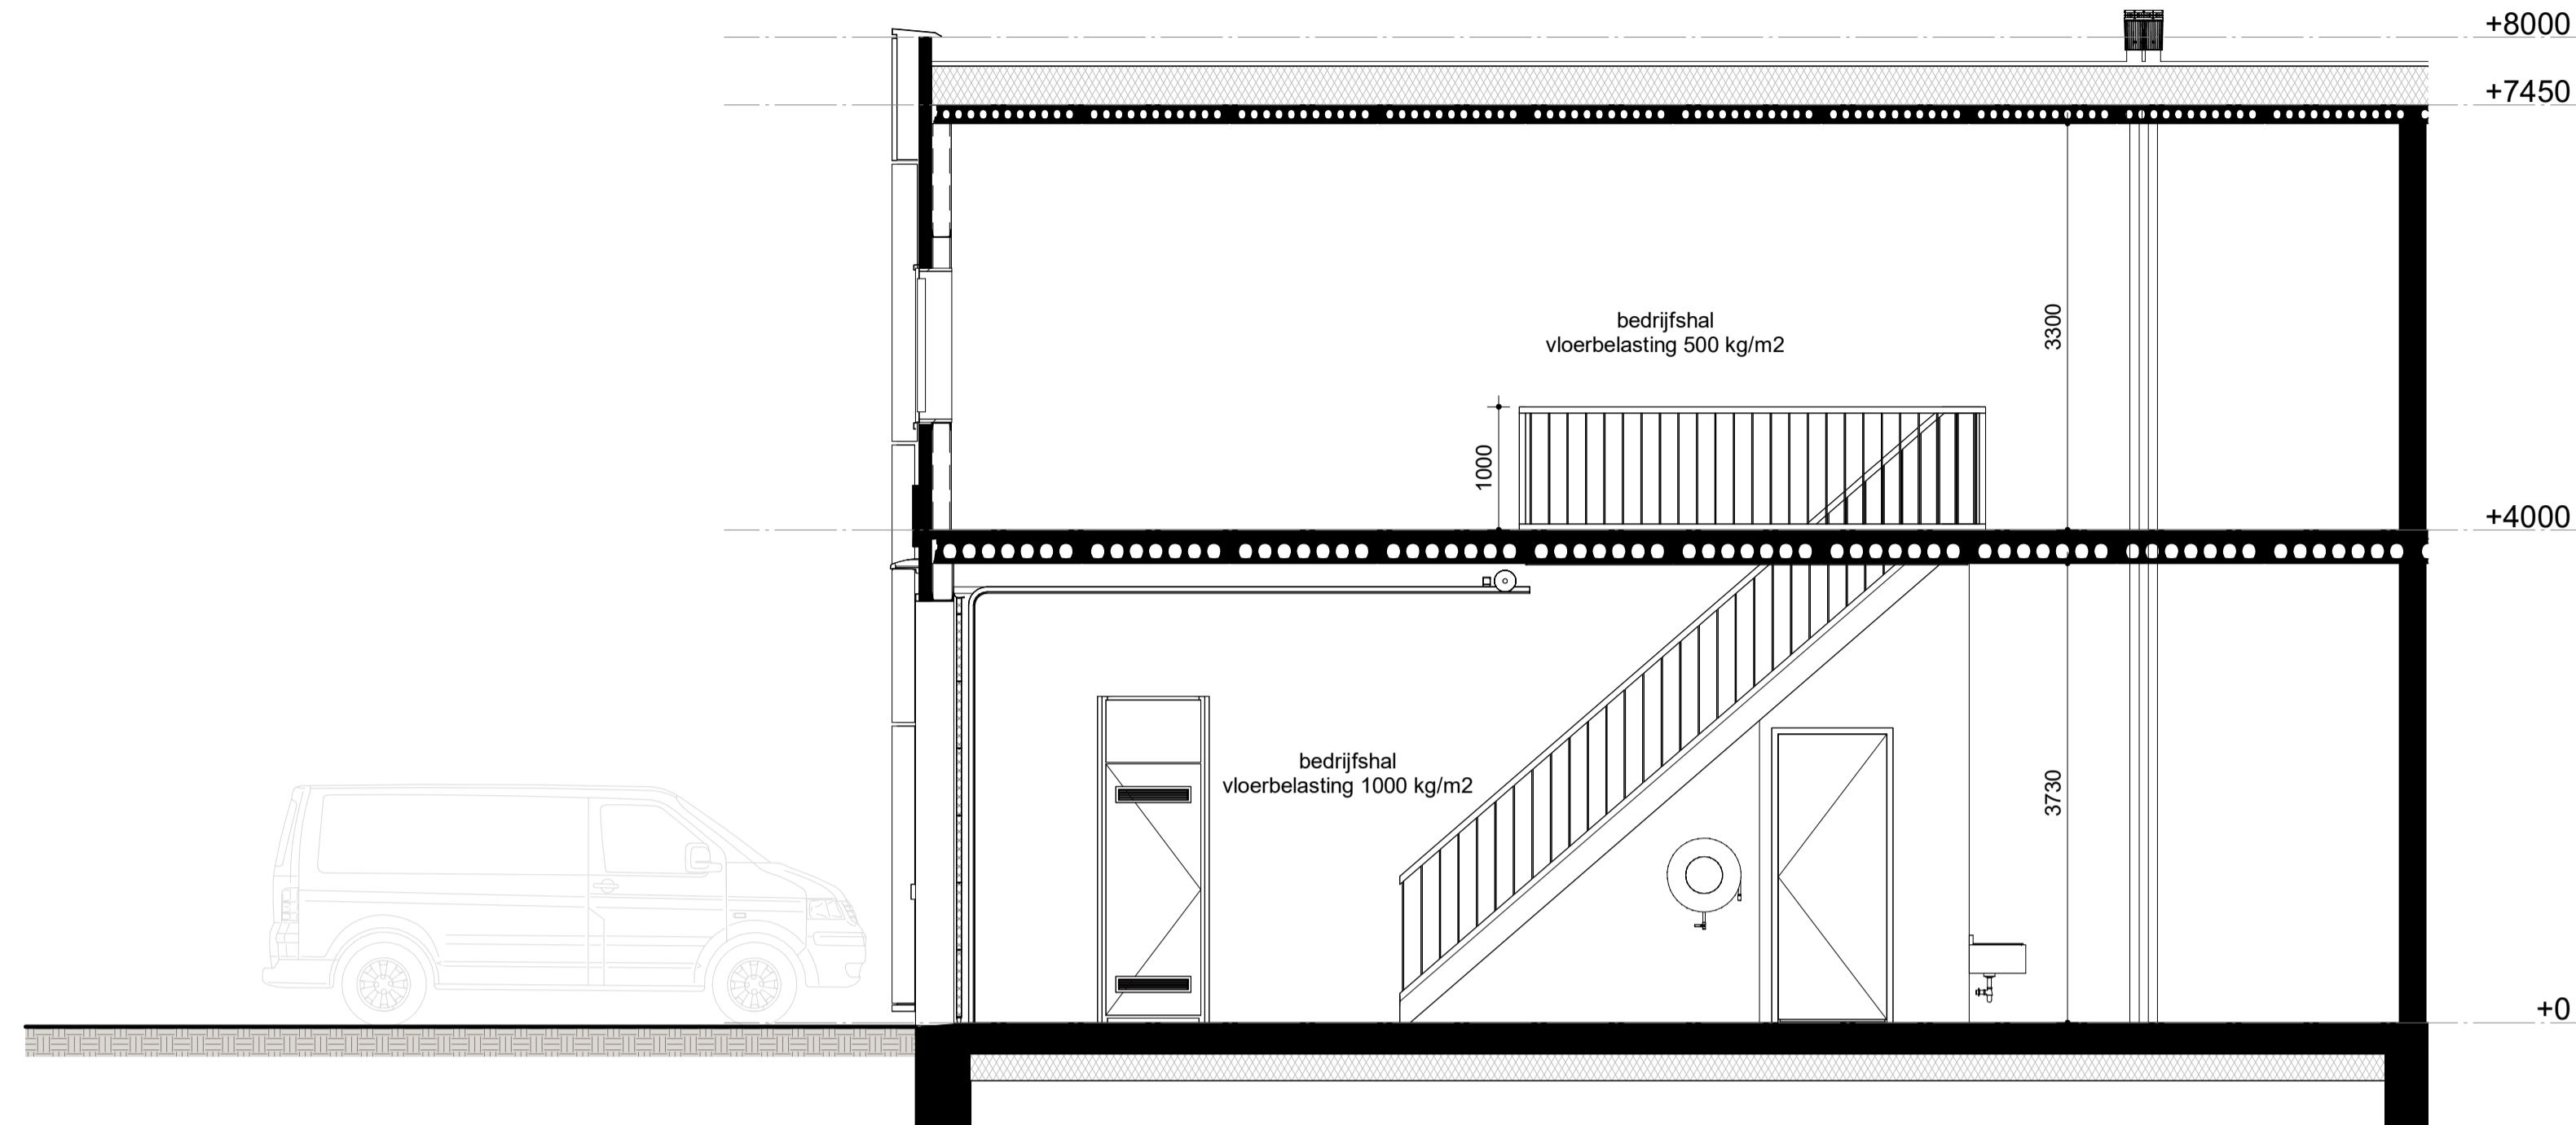 +8000
+7450
bedrijfshal
vloerbelasting 500 kg/m2
3300
1000
+4000
bedrijfshal
vloerbelasting 1000 kg/m2
3730
+0